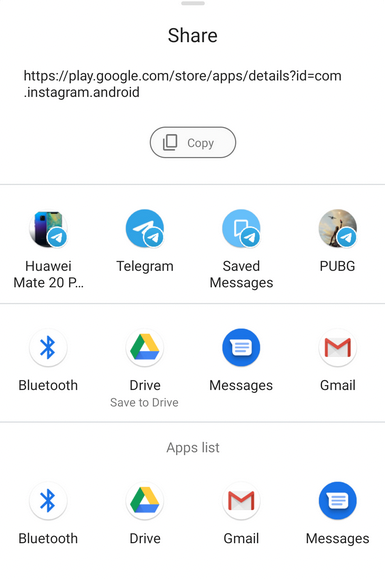 Share
https://play.google.com/store/apps/details?id=com
.instagram.android
Copy
Huawei Telegram Saved PUBG
Mate 20 P... Messages
Bluetooth Drive Messages Gmail
Save to Drive
Apps list
Bluetooth Drive Gmail Messages